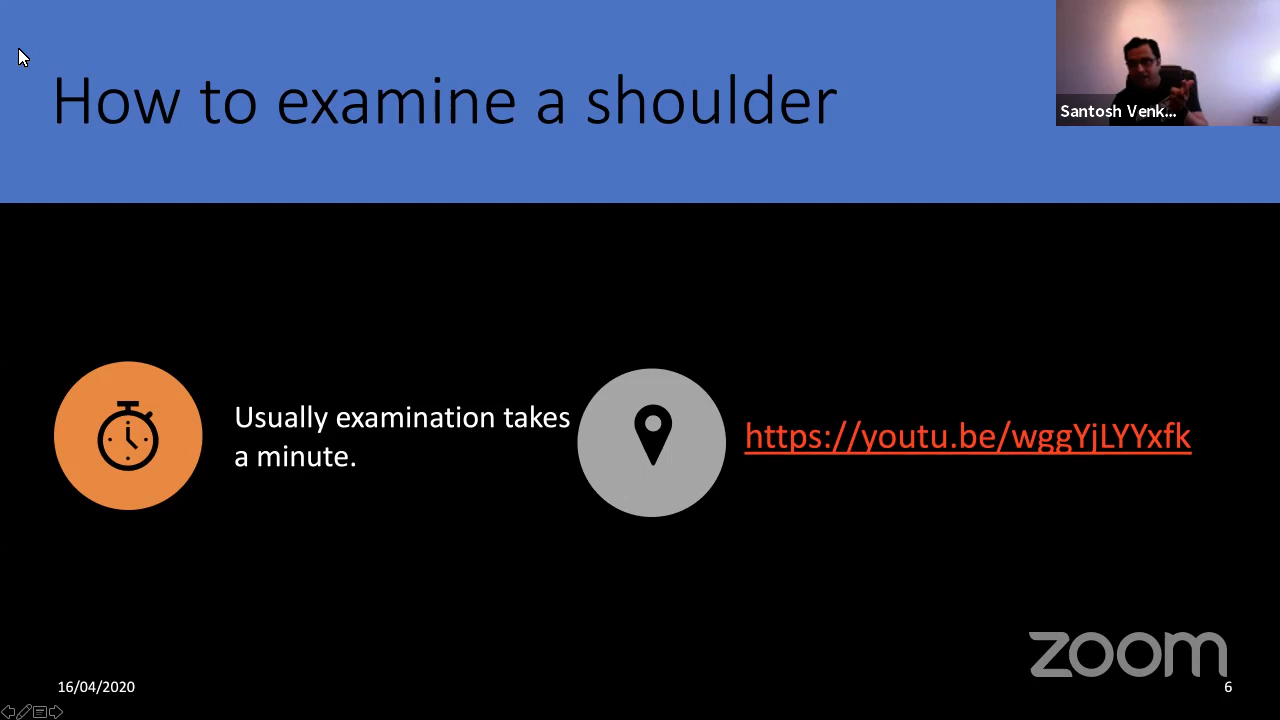 How to examine a shoulder
Santosh Venk...
Usually examination takes
a minute.
https://youtu.be/wggYjLYYxfk
zoom
16/04/2020
6